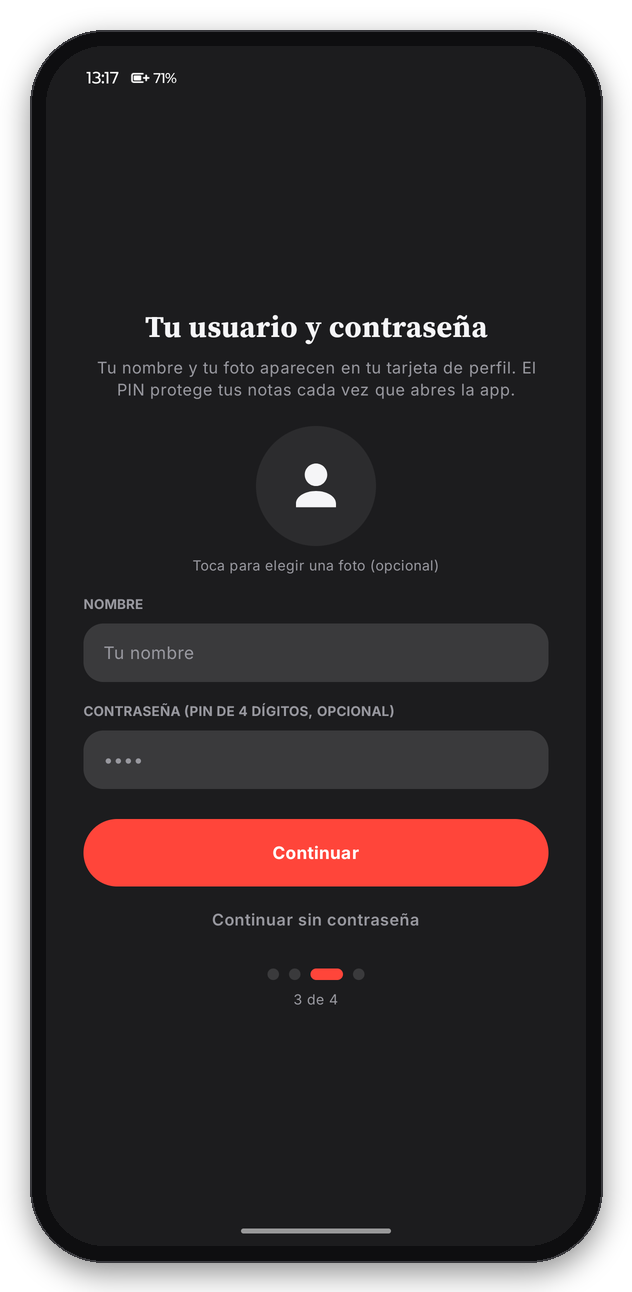 13:17 71%
Tu usuario y contraseña
Tu nombre y tu foto aparecen en tu tarjeta de perfil. El
PIN protege tus notas cada vez que abres la app.
Toca para elegir una foto (opcional)
NOMBRE
Tu nombre
CONTRASEÑA (PIN DE 4 DÍGITOS, OPCIONAL)
••••
Continuar
Continuar sin contraseña
3 de 4